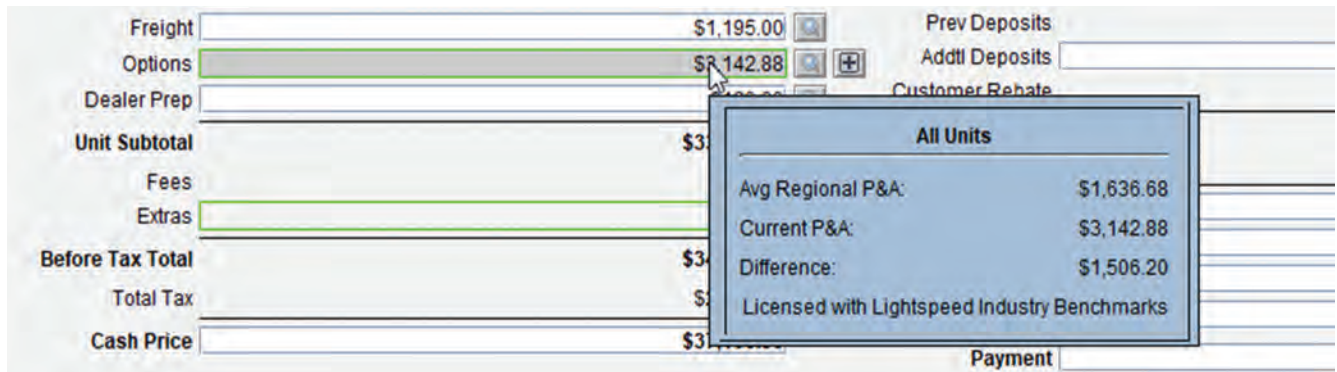 Freight $1,195.00 Prev Deposits
Options $3,142.88 Addtl Deposits
Dealer Prep Customer Rebate
Unit Subtotal
Fees
Extras
Before Tax Total
Total Tax
Cash Price
All Units
Avg Regional P&A: $1,636.68
Current P&A: $3,142.88
Difference: $1,506.20
Licensed with Lightspeed Industry Benchmarks
Payment